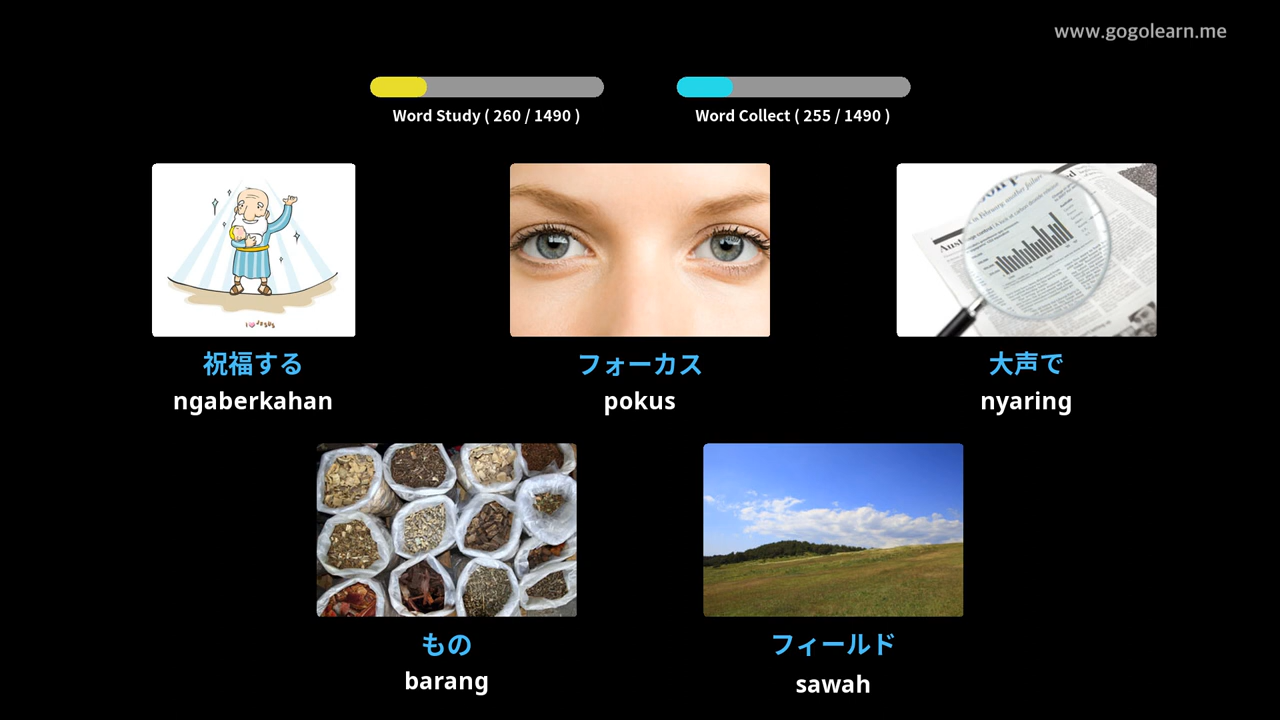 www.gogolearn.me
Word Study ( 260 / 1490 )
Word Collect ( 255 / 1490 )
祝福する
ngaberkahan
フォーカス
pokus
大声で
nyaring
もの
barang
フィールド
sawah